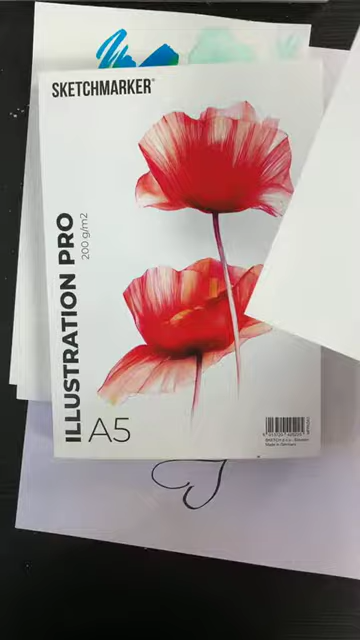 SKETCHMARKER®
ILLUSTRATION PRO
200 g/m2
A5
Made in Germany